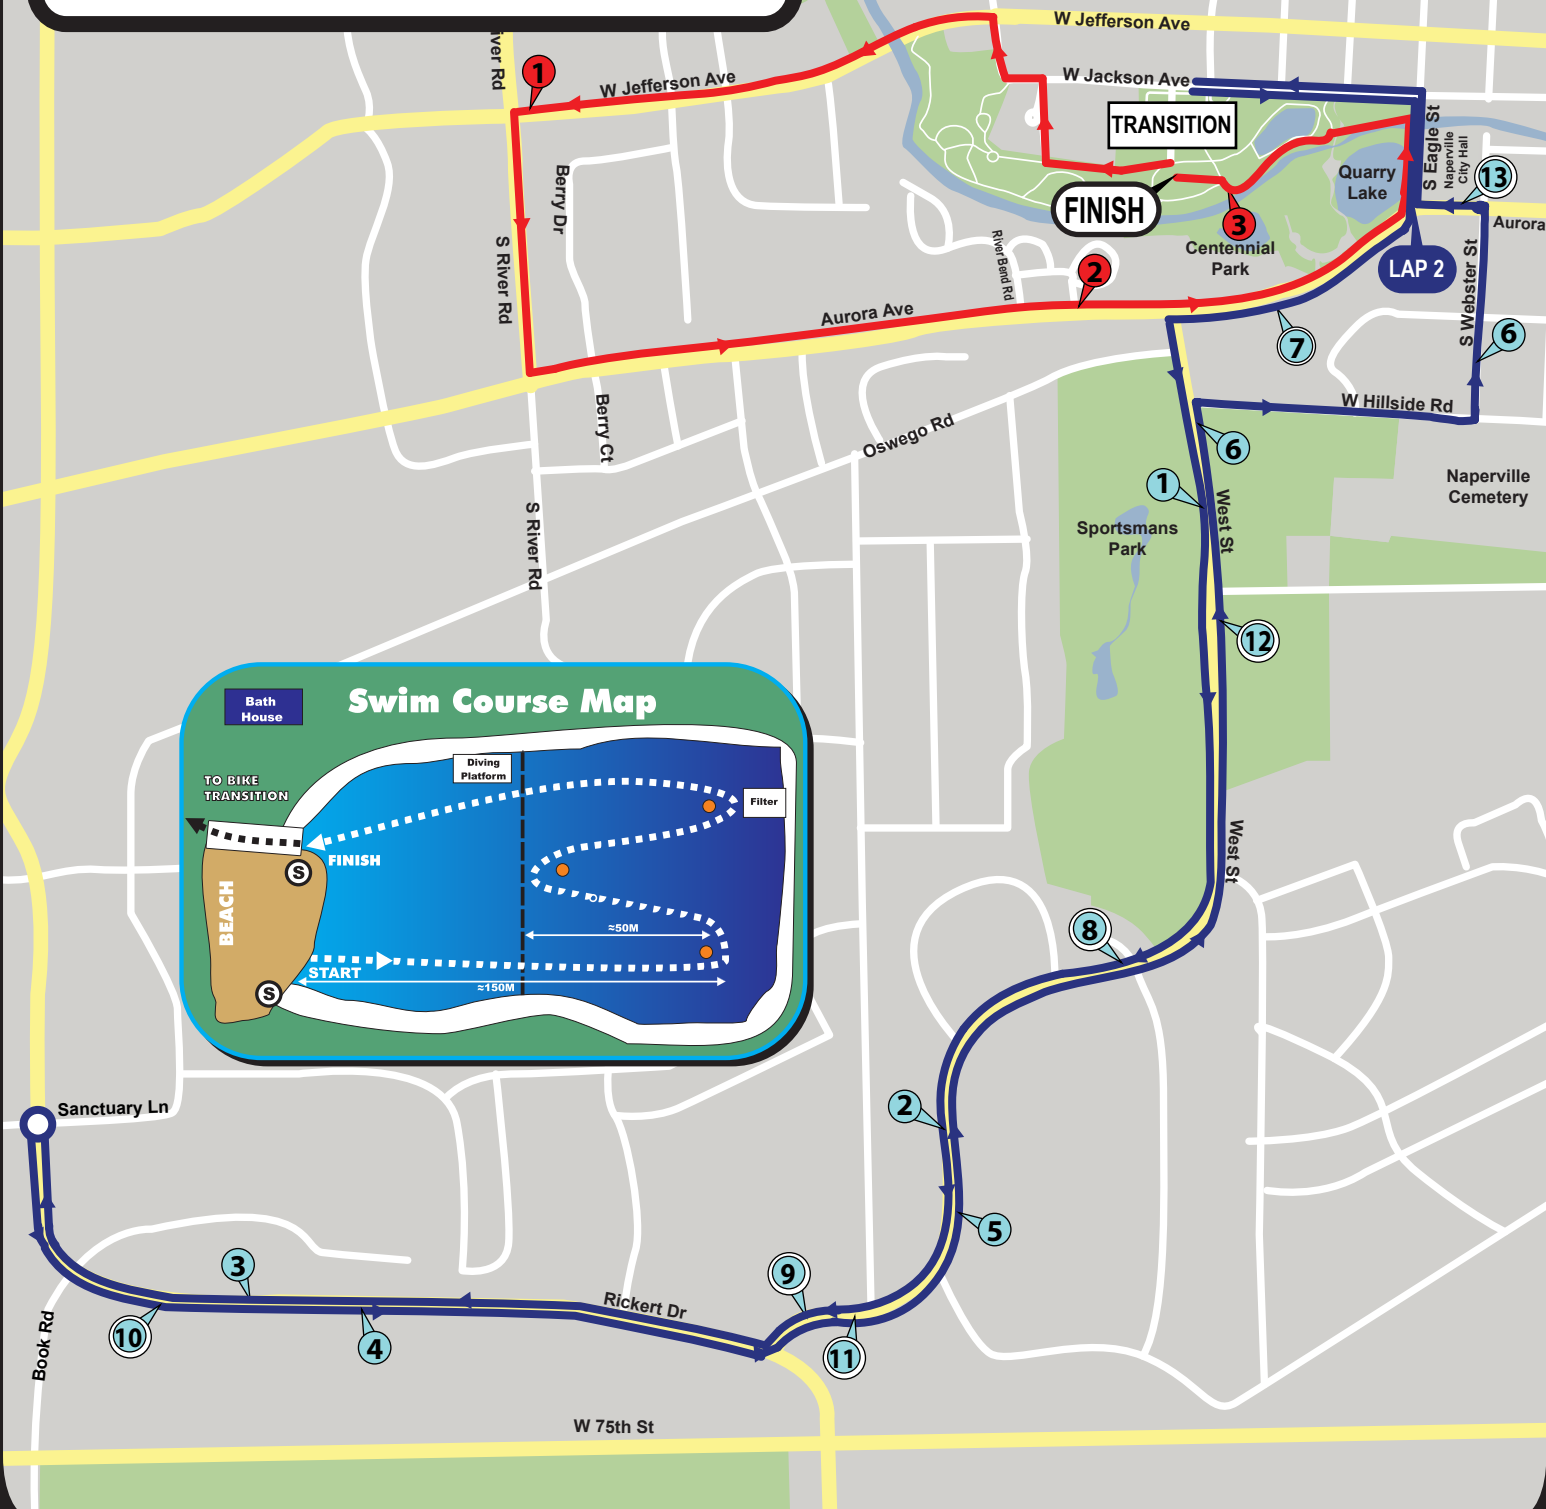 W Jefferson Ave
iver Rd
1
W Jefferson Ave
W Jackson Ave
TRANSITION
S Eagle St
Naperville
City Hall
Quarry
Lake
13
Berry Dr
FINISH
3
Aurora
Centennial
Park
LAP 2
S River Rd
River Bend Rd
2
S Webster St
Aurora Ave
7
6
Berry Ct
W Hillside Rd
Oswego Rd
6
1
Naperville
Cemetery
S River Rd
West St
Sportsmans
Park
12
Bath
House
Swim Course Map
Diving
Platform
TO BIKE
TRANSITION
Filter
FINISH
S
BEACH
≈50M
START
S
≈150M
West St
8
Sanctuary Ln
2
5
3
9
Rickert Dr
10
4
11
Book Rd
W 75th St